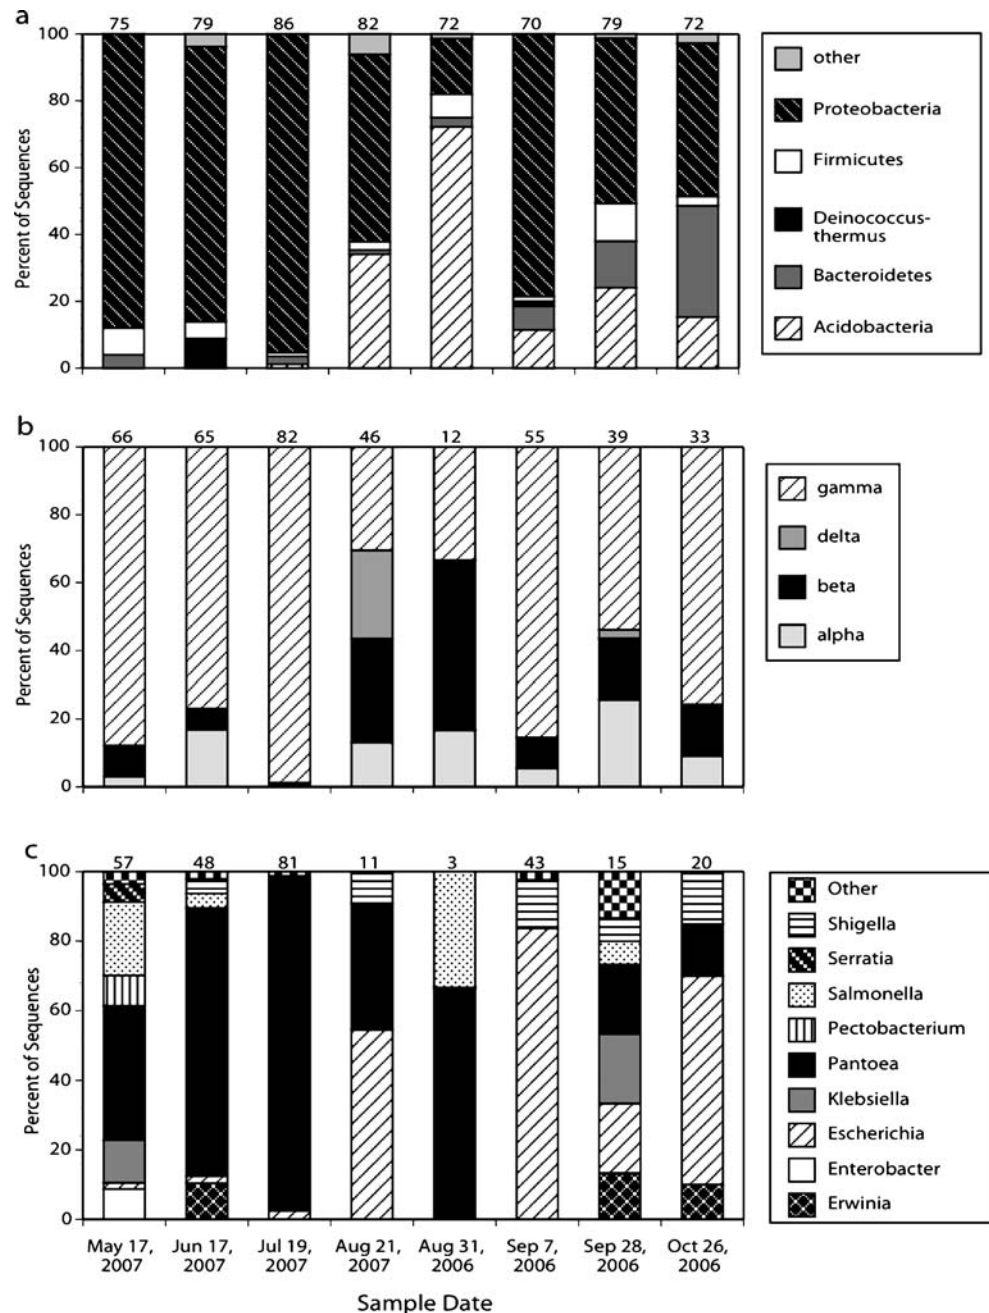 a
75 79 86 82 72 70 79 72
100
80
60
40
20
0
Percent of Sequences
other
Proteobacteria
Firmicutes
Deinococcus-
thermus
Bacteroidetes
Acidobacteria
b
66 65 82 46 12 55 39 33
100
80
60
40
20
0
Percent of Sequences
gamma
delta
beta
alpha
c
57 48 81 11 3 43 15 20
100
80
60
40
20
0
Percent of Sequences
Other
Shigella
Serratia
Salmonella
Pectobacterium
Pantoea
Klebsiella
Escherichia
Enterobacter
Erwinia
May 17, Jun 17, Jul 19, Aug 21, Aug 31, Sep 7, Sep 28, Oct 26,
2007 2007 2007 2007 2006 2006 2006 2006
Sample Date